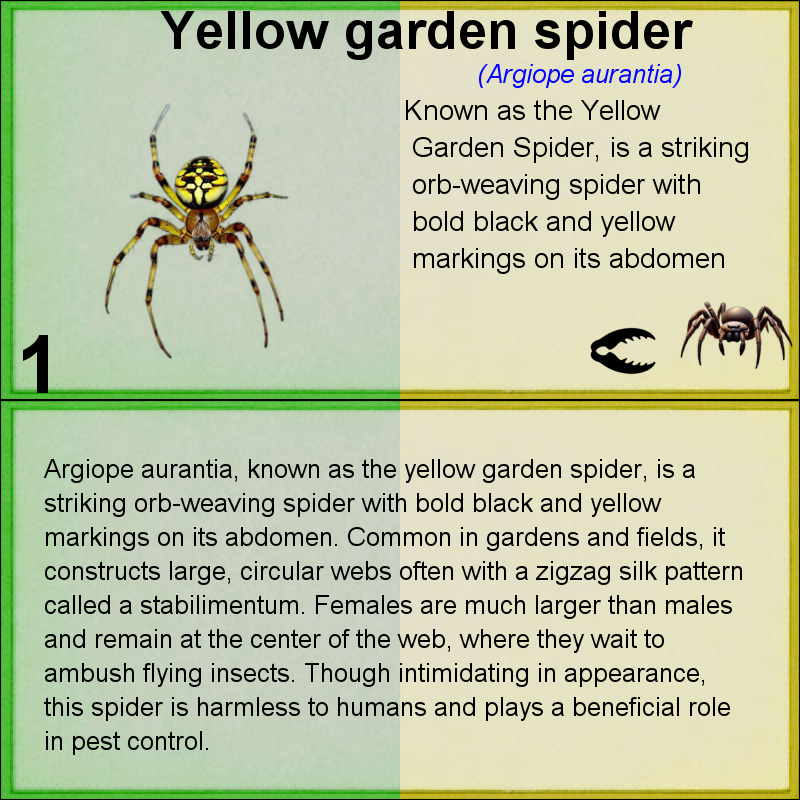 Yellow garden spider
(Argiope aurantia)
Known as the Yellow
Garden Spider, is a striking
orb-weaving spider with
bold black and yellow
markings on its abdomen
1
Argiope aurantia, known as the yellow garden spider, is a
striking orb-weaving spider with bold black and yellow
markings on its abdomen. Common in gardens and fields, it
constructs large, circular webs often with a zigzag silk pattern
called a stabilimentum. Females are much larger than males
and remain at the center of the web, where they wait to
ambush flying insects. Though intimidating in appearance,
this spider is harmless to humans and plays a beneficial role
in pest control.